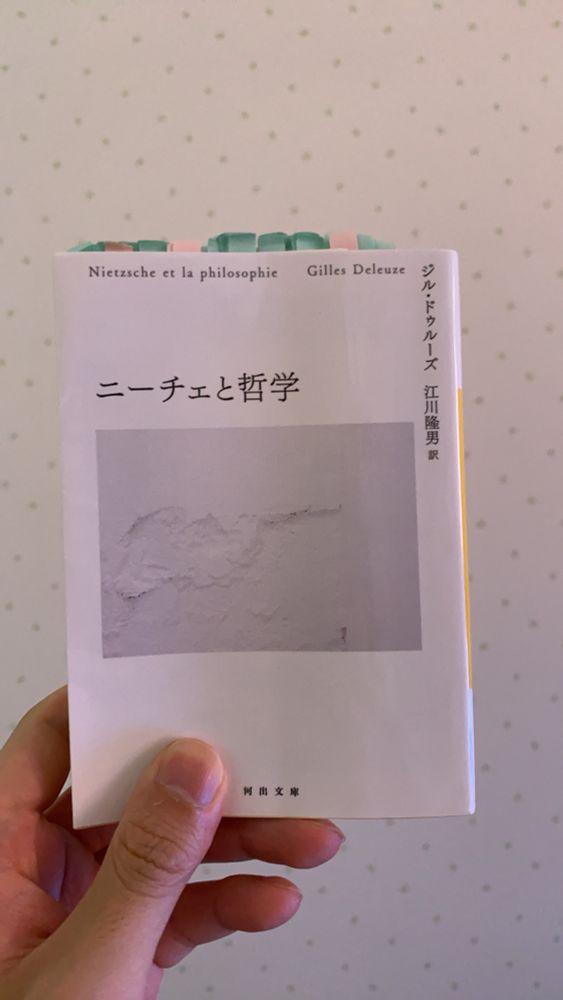 Nietzsche et la philosophie
Gilles Deleuze
ジル・ドゥルーズ 江川隆男 訳
ニーチェと哲学
河出文庫